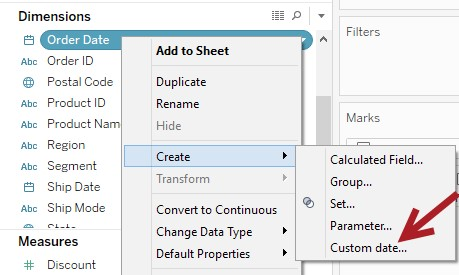 Dimensions
Order Date
Abc Order ID
Postal Code
Abc Product ID
Abc Product Nam
Abc Region
Abc Segment
Ship Date
Abc Ship Mode
Measures
# Discount
Add to Sheet
Duplicate
Rename
Hide
Create
Transform
Convert to Continuous
Change Data Type
Default Properties
Calculated Field...
Group...
Set...
Parameter...
Custom date...
Filters
Marks